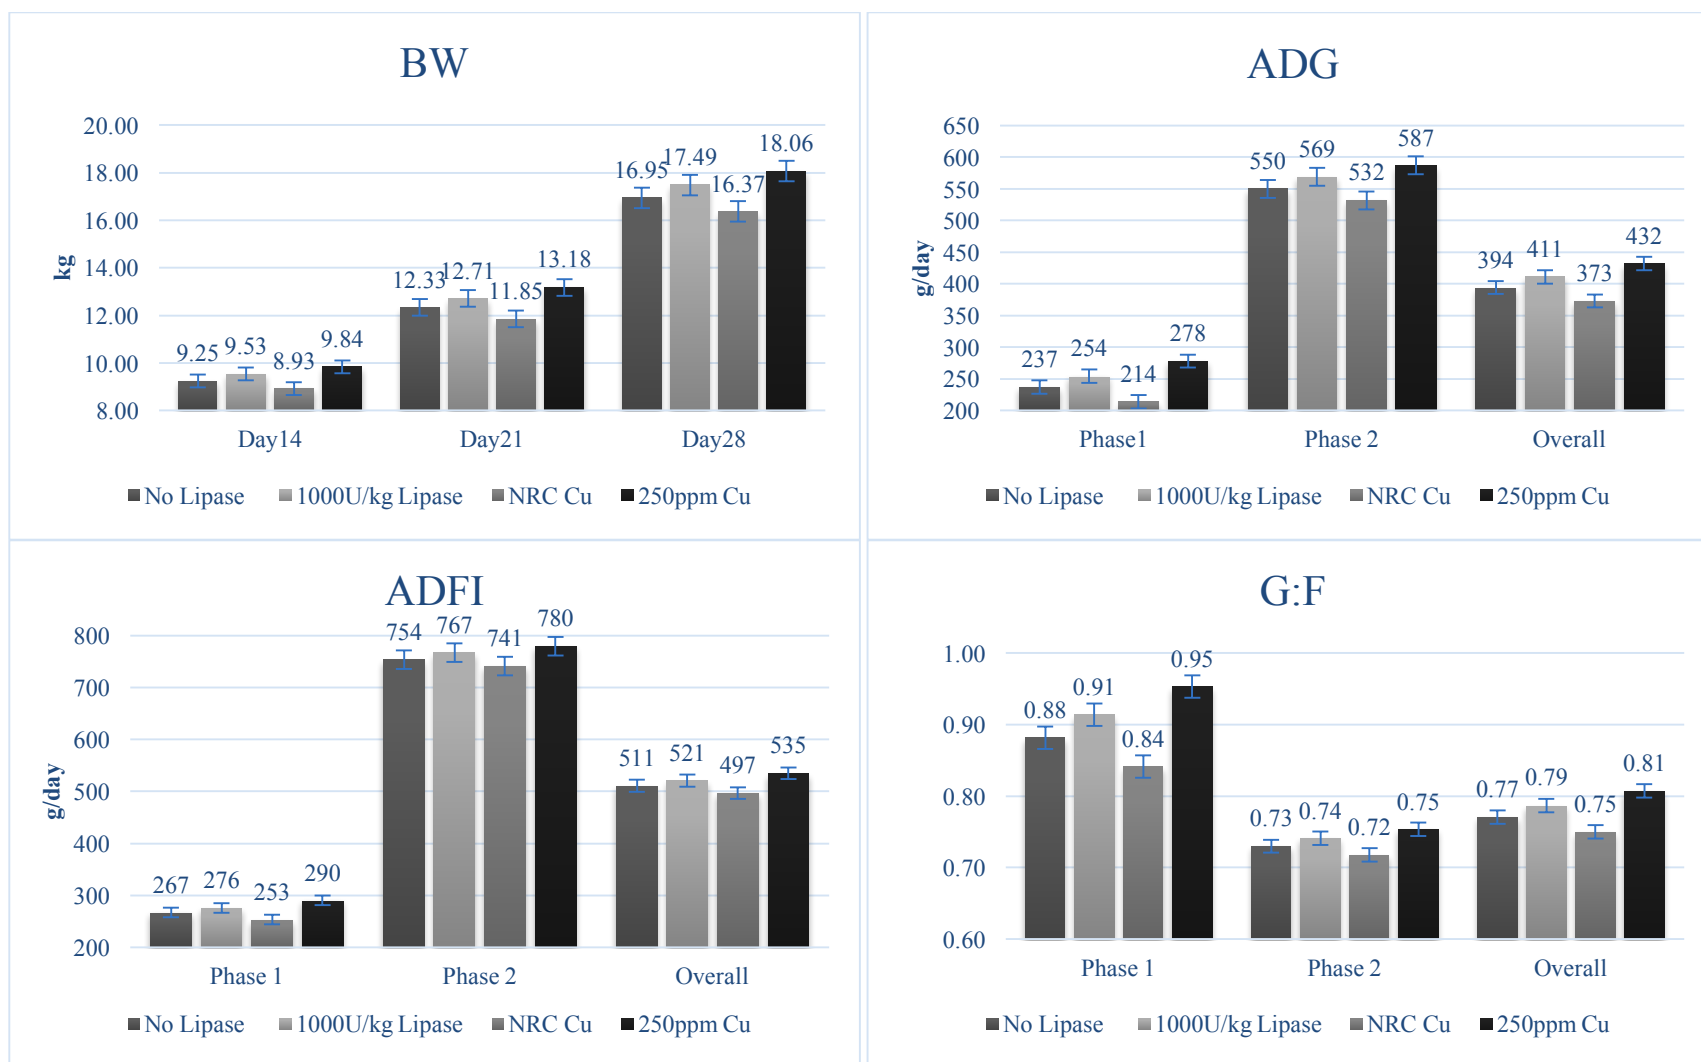 BW
20.00
18.00
16.00
14.00
12.00
10.00
8.00
kg
9.25 9.53 8.93 9.84
12.33 12.71 11.85 13.18
16.95 17.49 16.37 18.06
Day14 Day21 Day28
No Lipase 1000U/kg Lipase NRC Cu 250ppm Cu
ADG
650
600
550
500
450
400
350
300
250
200
g/day
237 254 214 278
550 569 532 587
394 411 373 432
Phase1 Phase 2 Overall
No Lipase 1000U/kg Lipase NRC Cu 250ppm Cu
ADFI
800
700
600
500
400
300
200
g/day
267 276 253 290
754 767 741 780
511 521 497 535
Phase 1 Phase 2 Overall
No Lipase 1000U/kg Lipase NRC Cu 250ppm Cu
G:F
1.00
0.90
0.80
0.70
0.60
0.88 0.91 0.84 0.95
0.73 0.74 0.72 0.75
0.77 0.79 0.75 0.81
Phase 1 Phase 2 Overall
No Lipase 1000U/kg Lipase NRC Cu 250ppm Cu